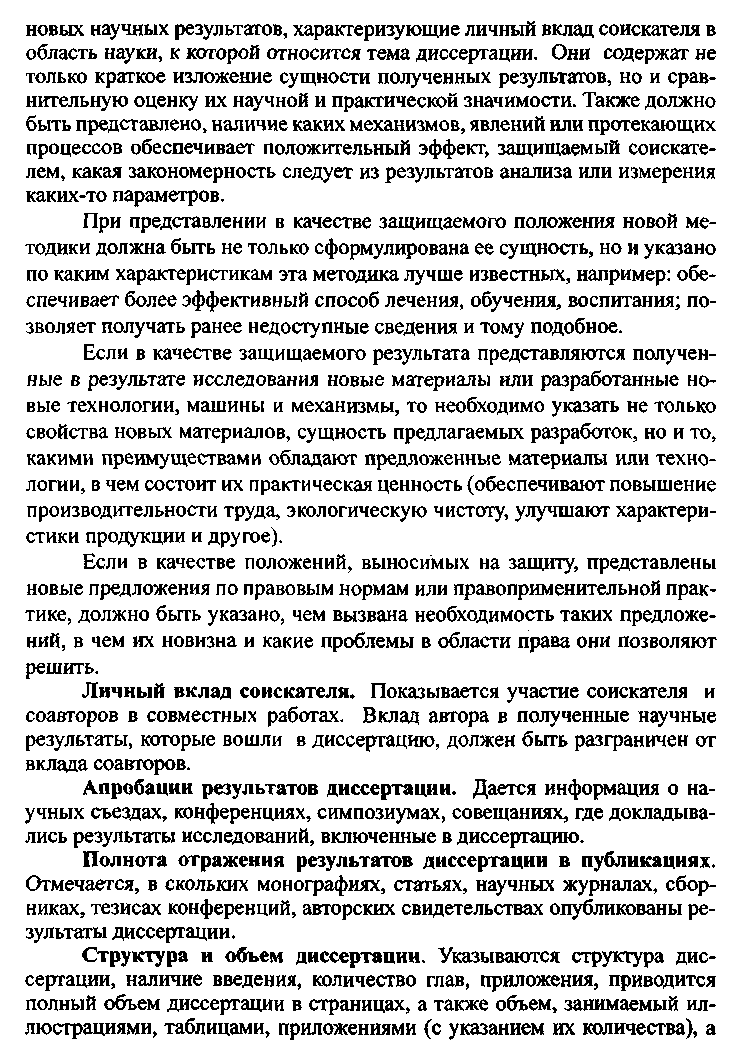 новых научных результатов, характеризующие личный вклад соискателя в
область науки, к которой относится тема диссертации. Они содержат не
только краткое изложение сущности полученных результатов, но и срав-
нительную оценку их научной и практической значимости. Также должно
быть представлено, наличие каких механизмов, явлений или протекающих
процессов обеспечивает положительный эффект, защищаемый соискате-
лем, какая закономерность следует из результатов анализа или измерения
каких-то параметров.
При представлении в качестве защищаемого положения новой ме-
тодики должна быть не только сформулирована ее сущность, но и указано
по каким характеристикам эта методика лучше известных, например: обе-
спечивает более эффективный способ лечения, обучения, воспитания; по-
зволяет получать ранее недоступные сведения и тому подобное.
Если в качестве защищаемого результата представляются получен-
ные в результате исследования новые материалы или разработанные но-
вые технологии, машины и механизмы, то необходимо указать не только
свойства новых материалов, сущность предлагаемых разработок, но и то,
какими преимуществами обладают предложенные материалы или техно-
логии, в чем состоит их практическая ценность (обеспечивают повышение
производительности труда, экологическую чистоту, улучшают характери-
стики продукции и другое).
Если в качестве положений, выносимых на защиту, представлены
новые предложения по правовым нормам или правоприменительной прак-
тике, должно быть указано, чем вызвана необходимость таких предложе-
ний, в чем их новизна и какие проблемы в области права они позволяют
решить.
Личный вклад соискателя. Показывается участие соискателя и
соавторов в совместных работах. Вклад автора в полученные научные
результаты, которые вошли в диссертацию, должен быть разграничен от
вклада соавторов.
Апробации результатов диссертации. Дается информация о на-
учных съездах, конференциях, симпозиумах, совещаниях, где докладыва-
лись результаты исследований, включенные в диссертацию.
Полнота отражения результатов диссертации в публикациях.
Отмечается, в скольких монографиях, статьях, научных журналах, сбор-
никах, тезисах конференций, авторских свидетельствах опубликованы ре-
зультаты диссертации.
Структура и объем диссертации. Указываются структура дис-
сертации, наличие введения, количество глав, приложения, приводится
полный объем диссертации в страницах, а также объем, занимаемый ил-
люстрациями, таблицами, приложениями (с указанием их количества), а